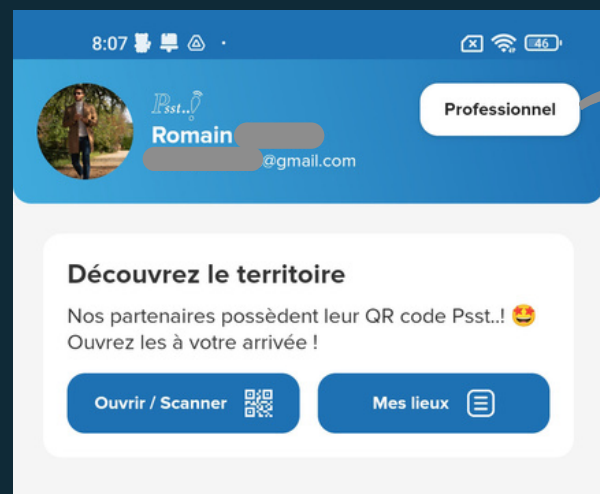 8:07
46
Psst..!
Romain
@gmail.com
Professionnel
Découvrez le territoire
Nos partenaires possèdent leur QR code Psst..! 🤩
Ouvrez les à votre arrivée !
Ouvrir / Scanner
Mes lieux